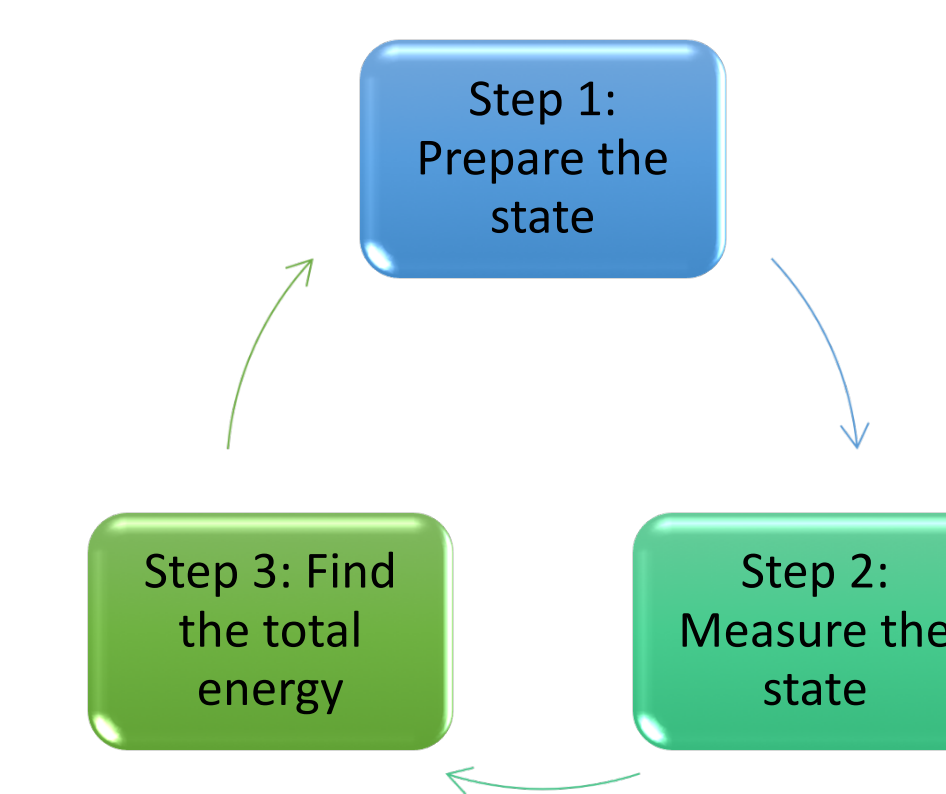 Step 1:
Prepare the
state
Step 3: Find
the total
energy
Step 2:
Measure the
state